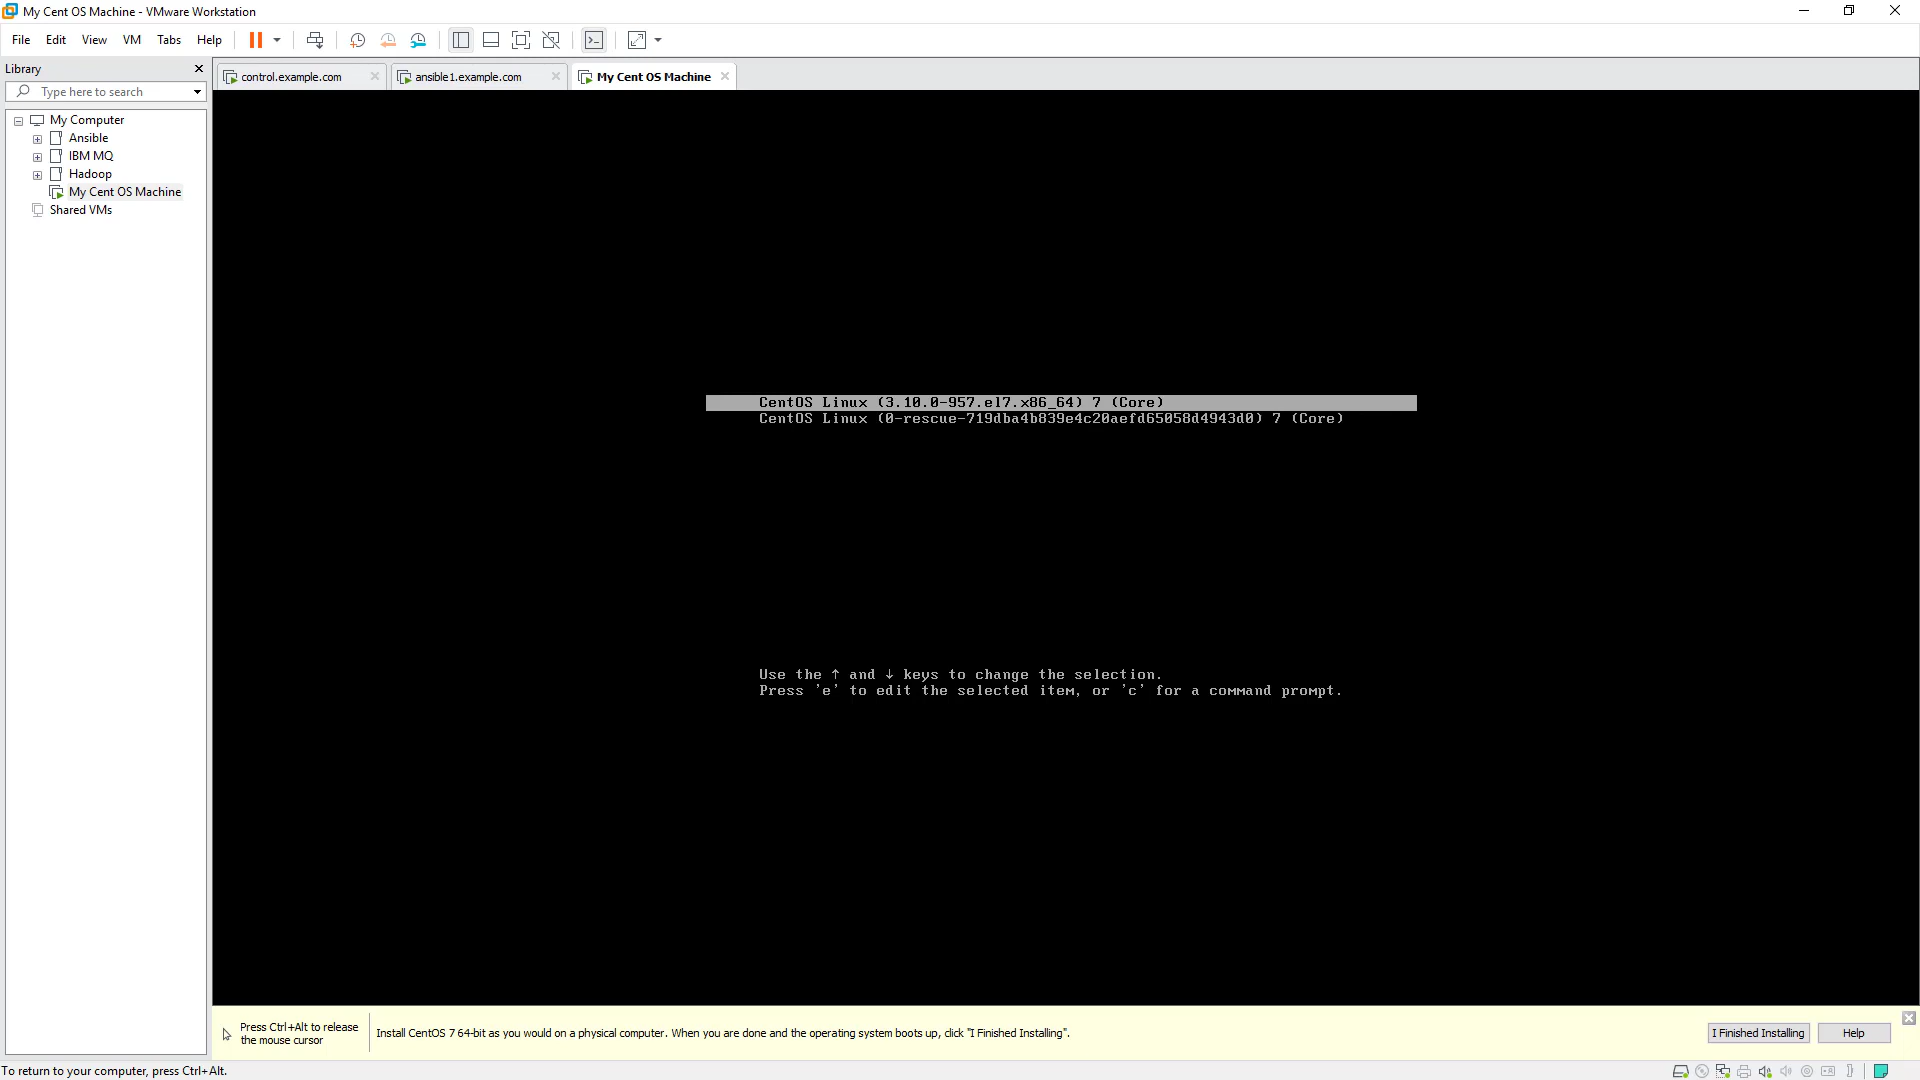 My Cent OS Machine - VMware Workstation
File Edit View VM Tabs Help
Library
Type here to search
My Computer
Ansible
IBM MQ
Hadoop
My Cent OS Machine
Shared VMs
control.example.com
ansible1.example.com
My Cent OS Machine
CentOS Linux (3.10.0-957.el7.x86_64) 7 (Core)
CentOS Linux (0-rescue-719dba4b839e4c20aefd65058d4943d0) 7 (Core)
Use the ↑ and ↓ keys to change the selection.
Press 'e' to edit the selected item, or 'c' for a command prompt.
Press Ctrl+Alt to release
the mouse cursor
Install CentOS 7 64-bit as you would on a physical computer. When you are done and the operating system boots up, click "I Finished Installing".
I Finished Installing
Help
To return to your computer, press Ctrl+Alt.